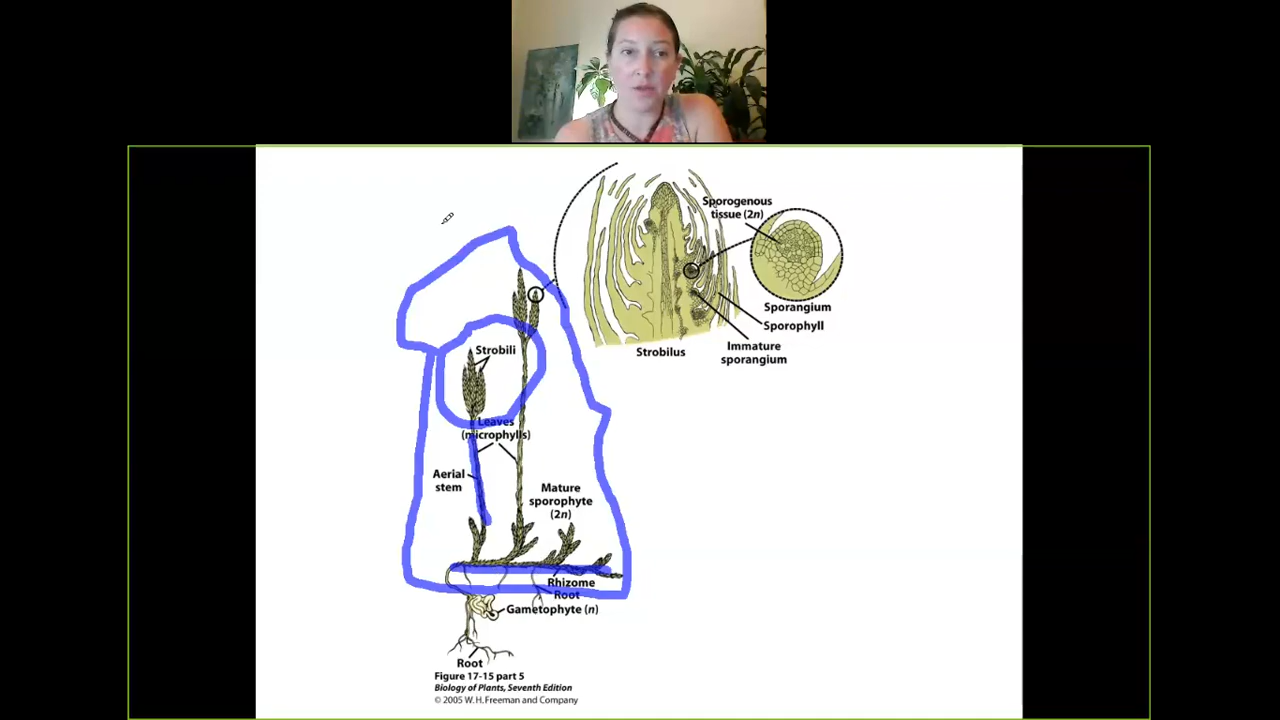 Sporogenous
tissue (2n)
Sporangium
Sporophyll
Immature
sporangium
Strobilus
Strobili
Leaves
(microphylls)
Aerial
stem
Mature
sporophyte
(2n)
Rhizome
Root
Gametophyte (n)
Root
Figure 17-15 part 5
Biology of Plants, Seventh Edition
© 2005 W. H. Freeman and Company